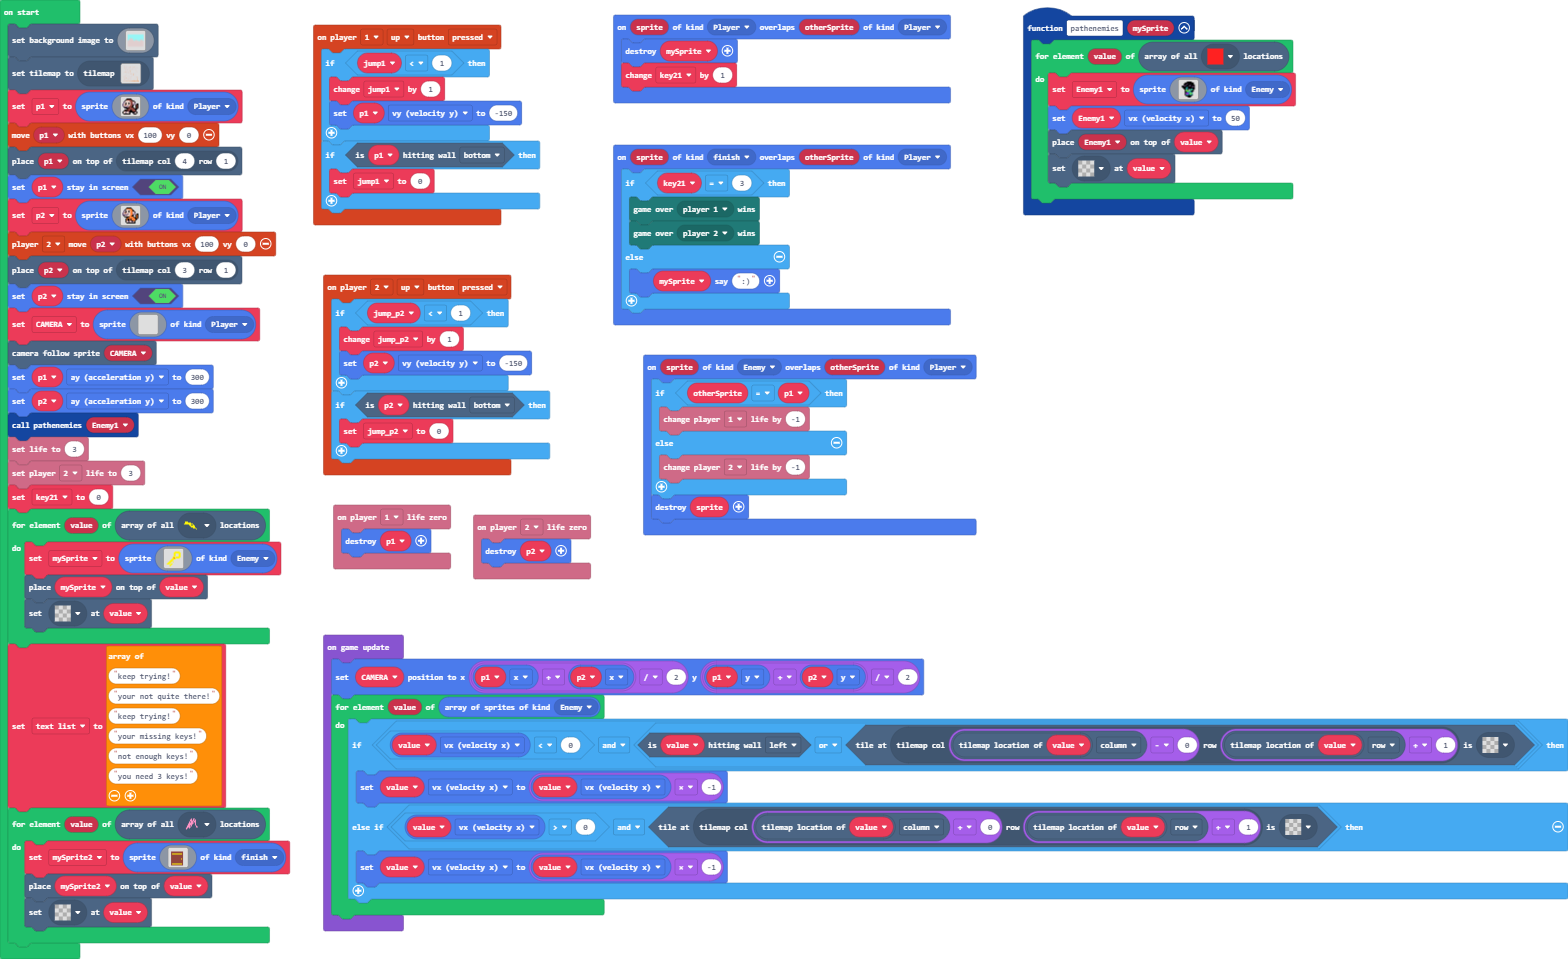 on start
set background image to
set tilemap to tilemap
set p1 to sprite of kind Player
move p1 with buttons vx 100 vy 0
place p1 on top of tilemap col 4 row 1
set p1 stay in screen ON
set p2 to sprite of kind Player
player 2 move p2 with buttons vx 100 vy 0
place p2 on top of tilemap col 3 row 1
set p2 stay in screen ON
set CAMERA to sprite of kind Player
camera follow sprite CAMERA
set p1 ay (acceleration y) to 300
set p2 ay (acceleration y) to 300
call pathenemies Enemy1
set life to 3
set player 2 life to 3
set key21 to 0
for element value of array of all locations
do
set mySprite to sprite of kind Enemy
place mySprite on top of value
set at value
set text list to
array of
"keep trying!"
"your not quite there!"
"keep trying!"
"your missing keys!"
"not enough keys!"
"you need 3 keys!"
for element value of array of all locations
do
set mySprite2 to sprite of kind finish
place mySprite2 on top of value
set at value
on player 1 up button pressed
if jump1 < 1 then
change jump1 by 1
set p1 vy (velocity y) to -150
if is p1 hitting wall bottom then
set jump1 to 0
on player 2 up button pressed
if jump_p2 < 1 then
change jump_p2 by 1
set p2 vy (velocity y) to -150
if is p2 hitting wall bottom then
set jump_p2 to 0
on player 1 life zero
destroy p1
on player 2 life zero
destroy p2
on sprite of kind Player overlaps otherSprite of kind Player
destroy mySprite
change key21 by 1
on sprite of kind finish overlaps otherSprite of kind Player
if key21 = 3 then
game over player 1 wins
game over player 2 wins
else
mySprite say ":)"
on sprite of kind Enemy overlaps otherSprite of kind Player
if otherSprite = p1 then
change player 1 life by -1
else
change player 2 life by -1
destroy sprite
on game update
set CAMERA position to x p1 x + p2 x / 2 y p1 y + p2 y / 2
for element value of array of sprites of kind Enemy
do
if value vx (velocity x) < 0 and is value hitting wall left or tile at tilemap col tilemap location of value column - 0 row tilemap location of value row + 1 is then
set value vx (velocity x) to value vx (velocity x) × -1
else if value vx (velocity x) > 0 and tile at tilemap col tilemap location of value column + 0 row tilemap location of value row + 1 is then
set value vx (velocity x) to value vx (velocity x) × -1
function pathenemies mySprite
for element value of array of all locations
do
set Enemy1 to sprite of kind Enemy
set Enemy1 vx (velocity x) to 50
place Enemy1 on top of value
set at value